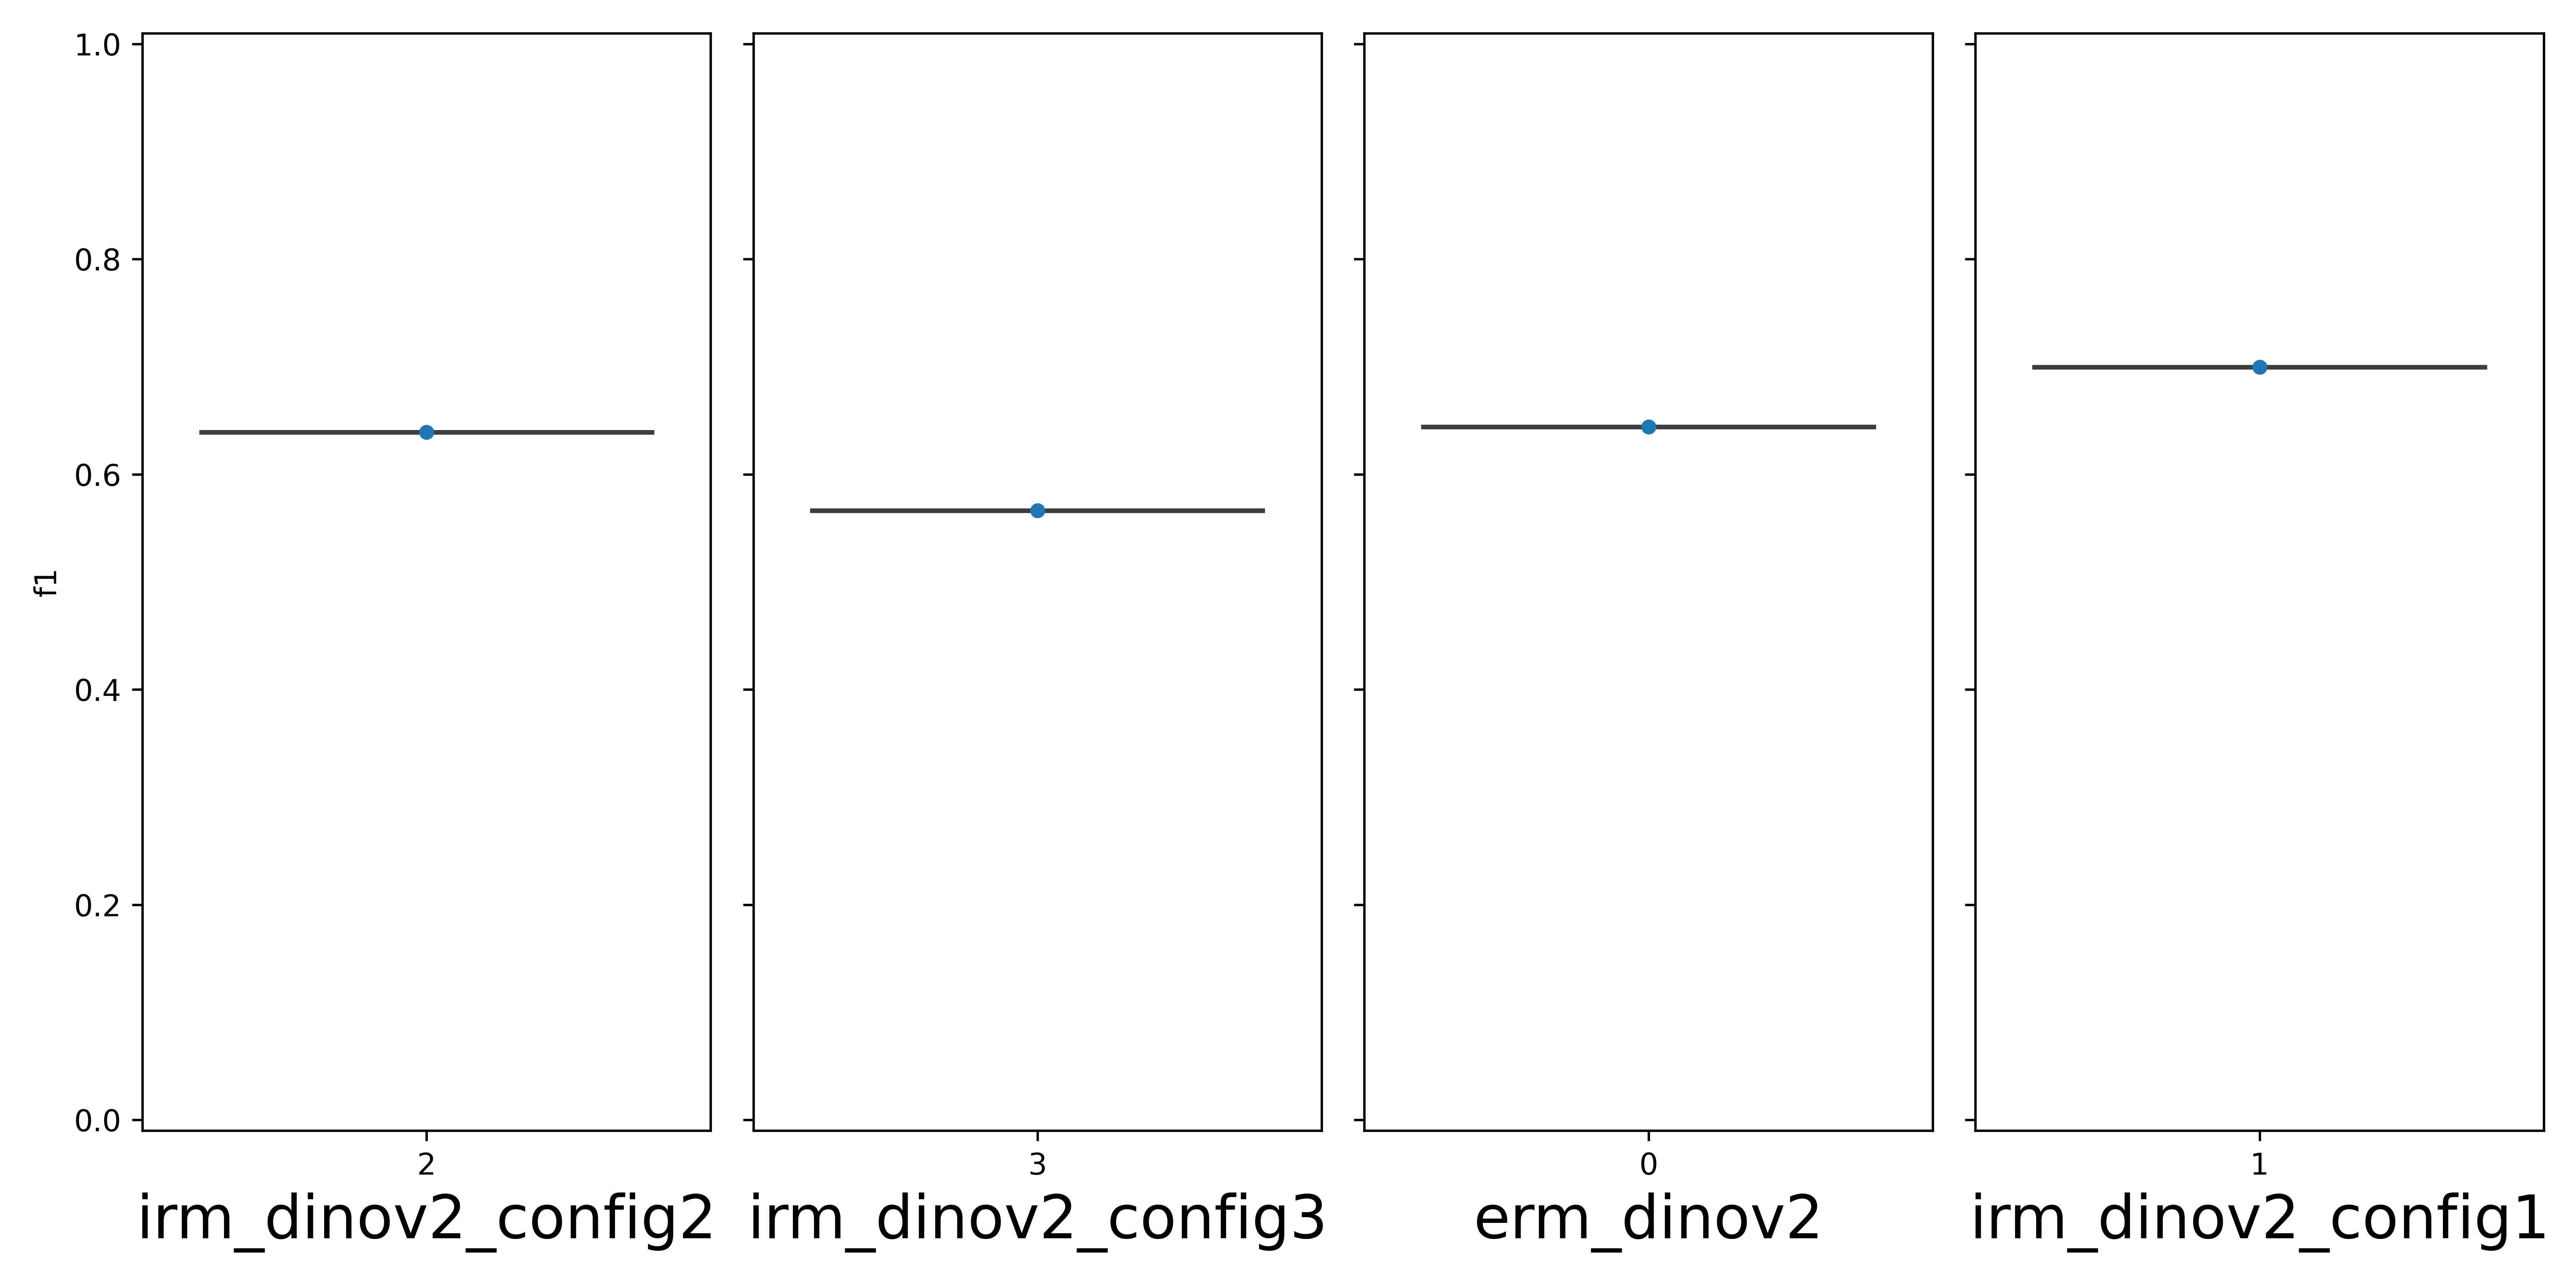 f1
1.0
0.8
0.6
0.4
0.2
0.0
2
3
0
1
irm_dinov2_config2
irm_dinov2_config3
erm_dinov2
irm_dinov2_config1